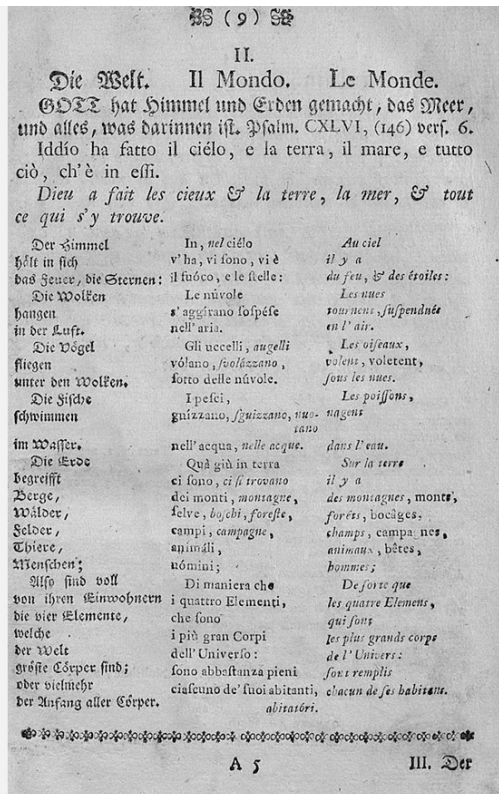 ( 9 )
II.
Die Welt. Il Mondo. Le Monde.
GOTT hat Himmel und Erden gemacht, das Meer,
und alles, was darinnen ist. Psalm. CXLVI, (146) vers. 6.
Iddío ha fatto il ciélo, e la terra, il mare, e tutto
ciò, ch'è in eſſi.
Dieu a fait les cieux & la terre, la mer, & tout
ce qui s'y trouve.
Der Himmel In, nel ciélo Au ciel
hält in ſich v'ha, vi ſono, vi è il y a
das Feuer, die Sternen: il fuóco, e le ſtelle: du feu, & des étoiles:
Die Wolken Le núvole Les nues
hangen s'aggírano ſoſpéſe tournent, ſuſpendues
in der Luft. nell'aria. en l'air.
Die Vögel Gli uccelli, augelli Les oiſeaux,
fliegen vólano, ſvolázzano, volent, voletent,
unter den Wolken. ſotto delle núvole. ſous les nues.
Die Fiſche I peſci, Les poiſſons,
ſchwimmen guizzano, ſguizzano, nuo- nagent
tano
im Waſſer. nell'acqua, nelle acque. dans l'eau.
Die Erde Quà giù in terra Sur la terre
begreifft ci ſono, ci ſi trovano il y a
Berge, dei monti, montagne, des montagnes, monts,
Wälder, ſelve, boſchi, foreſte, forêts, bocâges,
Felder, campi, campagne, champs, campagnes,
Thiere, animáli, animaux, bêtes,
Menſchen; uómini; hommes;
Alſo ſind voll Di maniera che De ſorte que
von ihren Einwohnern i quattro Elementi, les quatre Elemens,
die vier Elemente, che ſono qui ſont
welche i più gran Corpi les plus grands corps
der Welt dell'Univerſo: de l'Univers:
gröſte Cörper ſind; ſono abbaſtanza pieni ſont remplis
oder vielmehr ciaſcuno de' ſuoi abitanti, chacun de ſes habitans.
der Anfang aller Cörper. abitatóri.
A 5 III. Der